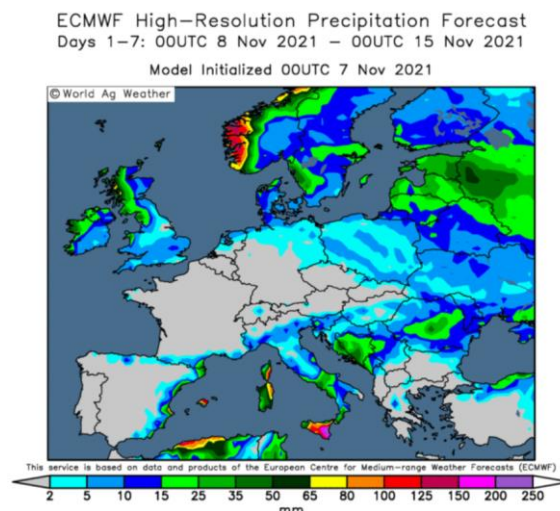 ECMWF High-Resolution Precipitation Forecast
Days 1-7: 00UTC 8 Nov 2021 - 00UTC 15 Nov 2021
Model Initialized 00UTC 7 Nov 2021
© World Ag Weather
This service is based on data and products of the European Centre for Medium-range Weather Forecasts (ECMWF)
2 5 10 15 25 35 50 65 80 100 125 150 200 250
mm